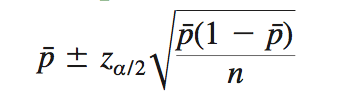 p̄ ± z_{α/2} √(p̄(1 − p̄)/n)